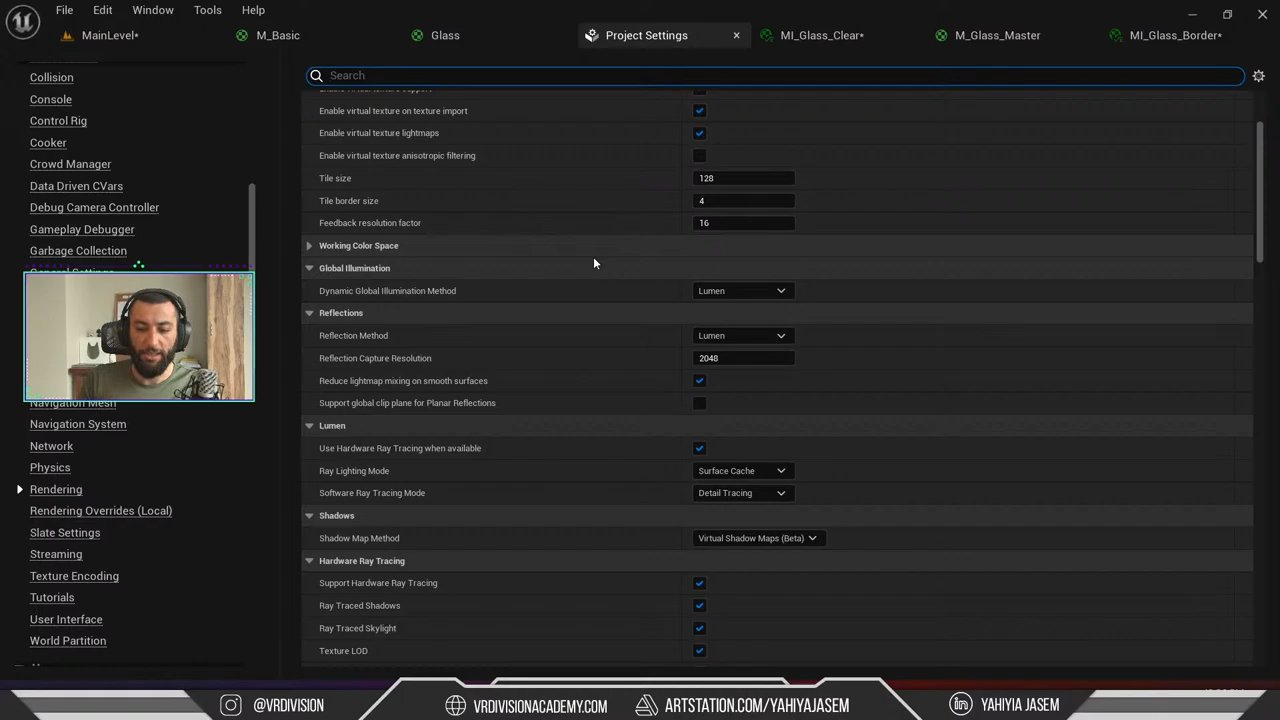 File Edit Window Tools Help
MainLevel* M_Basic Glass Project Settings MI_Glass_Clear* M_Glass_Master MI_Glass_Border*
Search
Collision
Console
Control Rig
Cooker
Crowd Manager
Data Driven CVars
Debug Camera Controller
Gameplay Debugger
Garbage Collection
General Settings
Navigation Mesh
Navigation System
Network
Physics
Rendering
Rendering Overrides (Local)
Slate Settings
Streaming
Texture Encoding
Tutorials
User Interface
World Partition
Enable virtual texture support
Enable virtual texture on texture import
Enable virtual texture lightmaps
Enable virtual texture anisotropic filtering
Tile size 128
Tile border size 4
Feedback resolution factor 16
Working Color Space
Global Illumination
Dynamic Global Illumination Method Lumen
Reflections
Reflection Method Lumen
Reflection Capture Resolution 2048
Reduce lightmap mixing on smooth surfaces
Support global clip plane for Planar Reflections
Lumen
Use Hardware Ray Tracing when available
Ray Lighting Mode Surface Cache
Software Ray Tracing Mode Detail Tracing
Shadows
Shadow Map Method Virtual Shadow Maps (Beta)
Hardware Ray Tracing
Support Hardware Ray Tracing
Ray Traced Shadows
Ray Traced Skylight
Texture LOD
@VRDIVISION VRDIVISIONACADEMY.COM ARTSTATION.COM/YAHIYAJASEM YAHIYIA JASEM